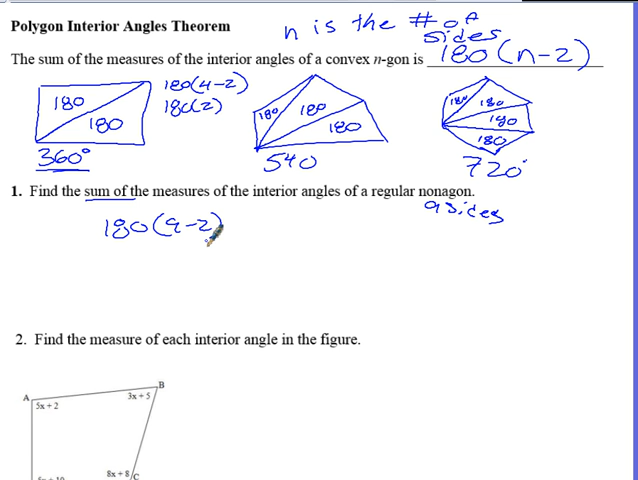 Polygon Interior Angles Theorem
n is the # of sides
The sum of the measures of the interior angles of a convex n-gon is 180(n-2)
180
180
360°
180(4-2)
180(2)
180
180
180
540
180
180
180
180
720°
1. Find the sum of the measures of the interior angles of a regular nonagon.
9 sides
180(9-2)
2. Find the measure of each interior angle in the figure.
A
B
5x + 2
3x + 5
8x + 8
C